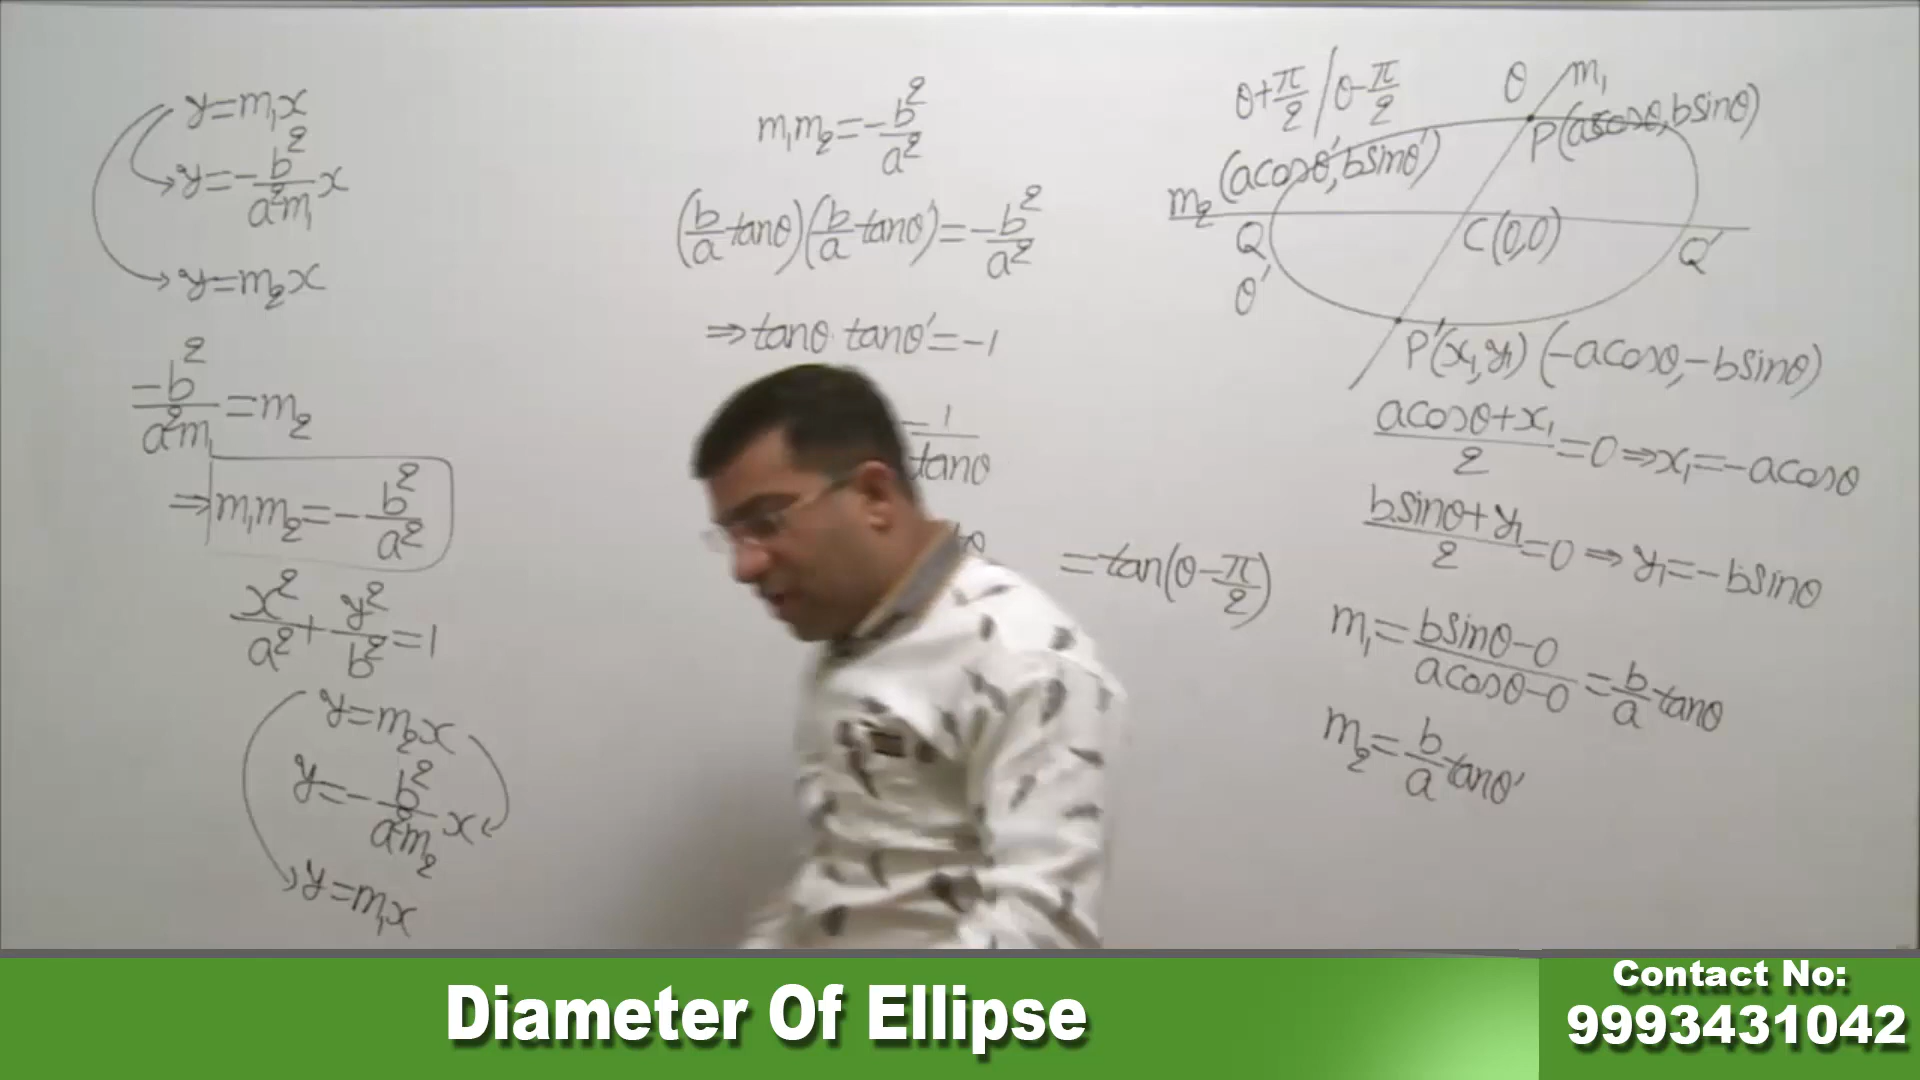 y=m₁x
y=-b²/a²m₁ x
y=m₂x
-b²/a²m₁=m₂
⇒m₁m₂=-b²/a²
x²/a²+y²/b²=1
y=m₂x
y=-b²/a²m₂ x
y=m₁x
m₁m₂=-b²/a²
(b/a tanθ)(b/a tanθ')=-b²/a²
⇒tanθ tanθ'=-1
1/tanθ
=tan(θ-π/2)
θ+π/2/θ-π/2
θ m₁
P(acosθ,bsinθ)
(acosθ',bsinθ')
m₂
Q
θ'
C(0,0)
Q'
P'(x₁,y₁) (-acosθ,-bsinθ)
acosθ+x₁/2=0⇒x₁=-acosθ
bsinθ+y₁/2=0⇒y₁=-bsinθ
m₁=bsinθ-0/acosθ-0=b/a tanθ
m₂=b/a tanθ'
Diameter Of Ellipse
Contact No:
9993431042